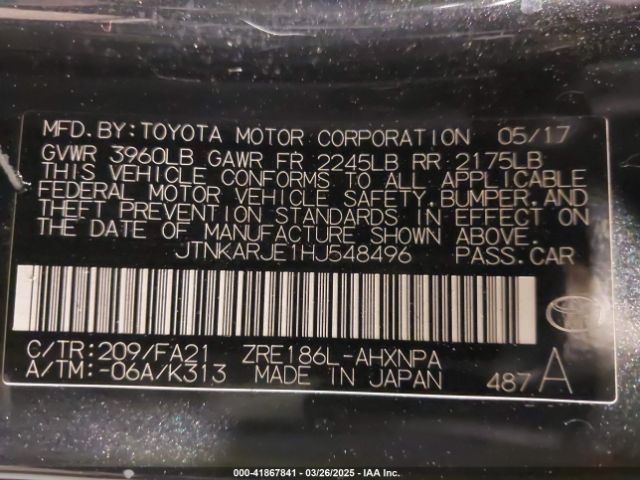 MFD.BY:TOYOTA MOTOR CORPORATION 05/17
GVWR 3960LB GAWR FR 2245LB RR 2175LB
THIS VEHICLE CONFORMS TO ALL APPLICABLE
FEDERAL MOTOR VEHICLE SAFETY,BUMPER,AND
THEFT PREVENTION STANDARDS IN EFFECT ON
THE DATE OF MANUFACTURE SHOWN ABOVE.
JTNKARJE1HJ548496 PASS.CAR
C/TR:209/FA21 ZRE186L-AHXNPA
A/TM:-06A/K313 MADE IN JAPAN 487 A
000-41867841 - 03/26/2025 - IAA Inc.